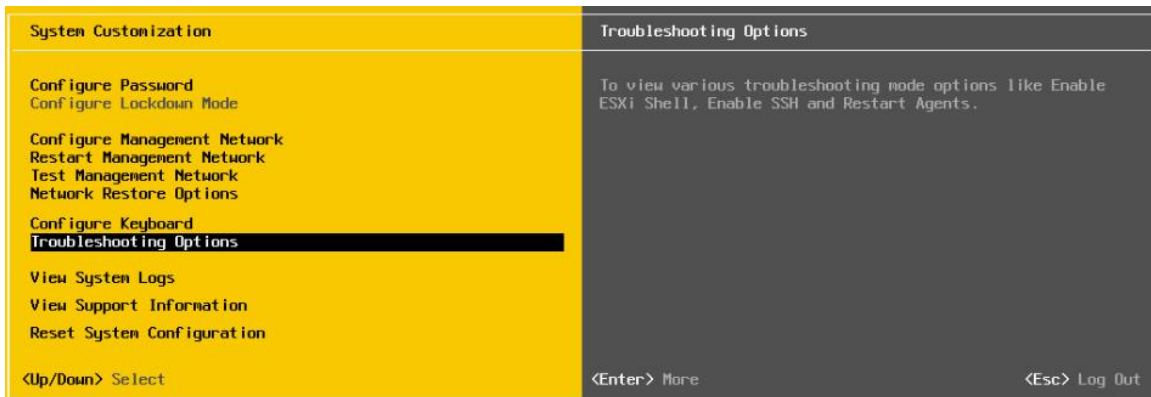 System Customization
Configure Password
Configure Lockdown Mode
Configure Management Network
Restart Management Network
Test Management Network
Network Restore Options
Configure Keyboard
Troubleshooting Options
View System Logs
View Support Information
Reset System Configuration
<Up/Down> Select
Troubleshooting Options
To view various troubleshooting mode options like Enable
ESXi Shell, Enable SSH and Restart Agents.
<Enter> More
<Esc> Log Out